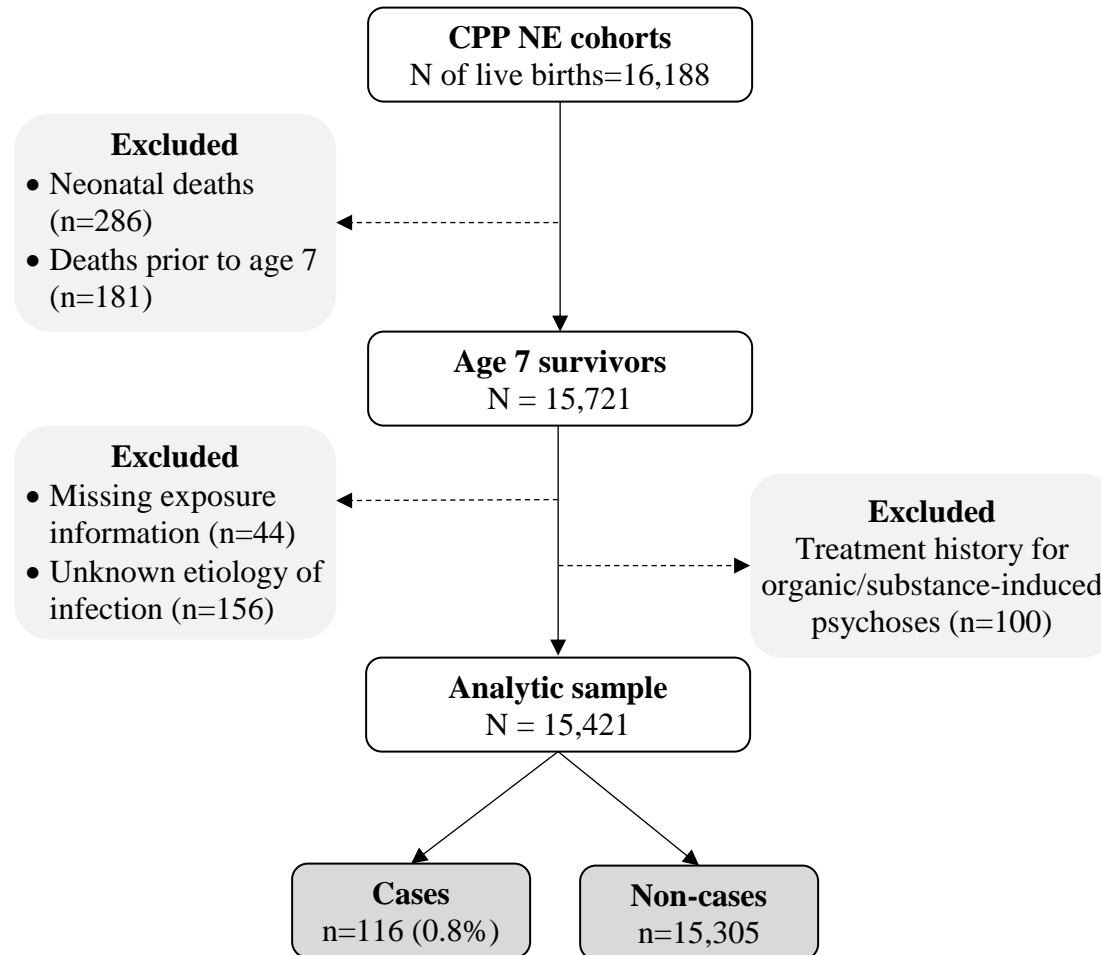 CPP NE cohorts
N of live births=16,188
Excluded
• Neonatal deaths
(n=286)
• Deaths prior to age 7
(n=181)
Age 7 survivors
N = 15,721
Excluded
• Missing exposure
information (n=44)
• Unknown etiology of
infection (n=156)
Excluded
Treatment history for
organic/substance-induced
psychoses (n=100)
Analytic sample
N = 15,421
Cases
n=116 (0.8%)
Non-cases
n=15,305